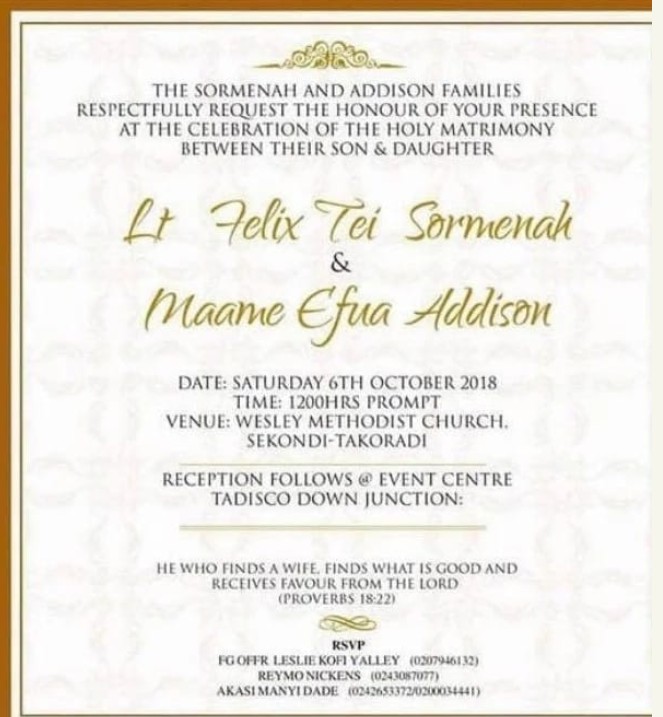 THE SORMENAH AND ADDISON FAMILIES
RESPECTFULLY REQUEST THE HONOUR OF YOUR PRESENCE
AT THE CELEBRATION OF THE HOLY MATRIMONY
BETWEEN THEIR SON & DAUGHTER
Lt Felix Tei Sormenah
&
Maame Efua Addison
DATE: SATURDAY 6TH OCTOBER 2018
TIME: 1200HRS PROMPT
VENUE: WESLEY METHODIST CHURCH,
SEKONDI-TAKORADI
RECEPTION FOLLOWS @ EVENT CENTRE
TADISCO DOWN JUNCTION:
HE WHO FINDS A WIFE, FINDS WHAT IS GOOD AND
RECEIVES FAVOUR FROM THE LORD
(PROVERBS 18:22)
RSVP
FG OFFR LESLIE KOFI YALLEY (0207946132)
REYMO NICKENS (0243087077)
AKASI MANYI DADE (0242653372/0200034441)